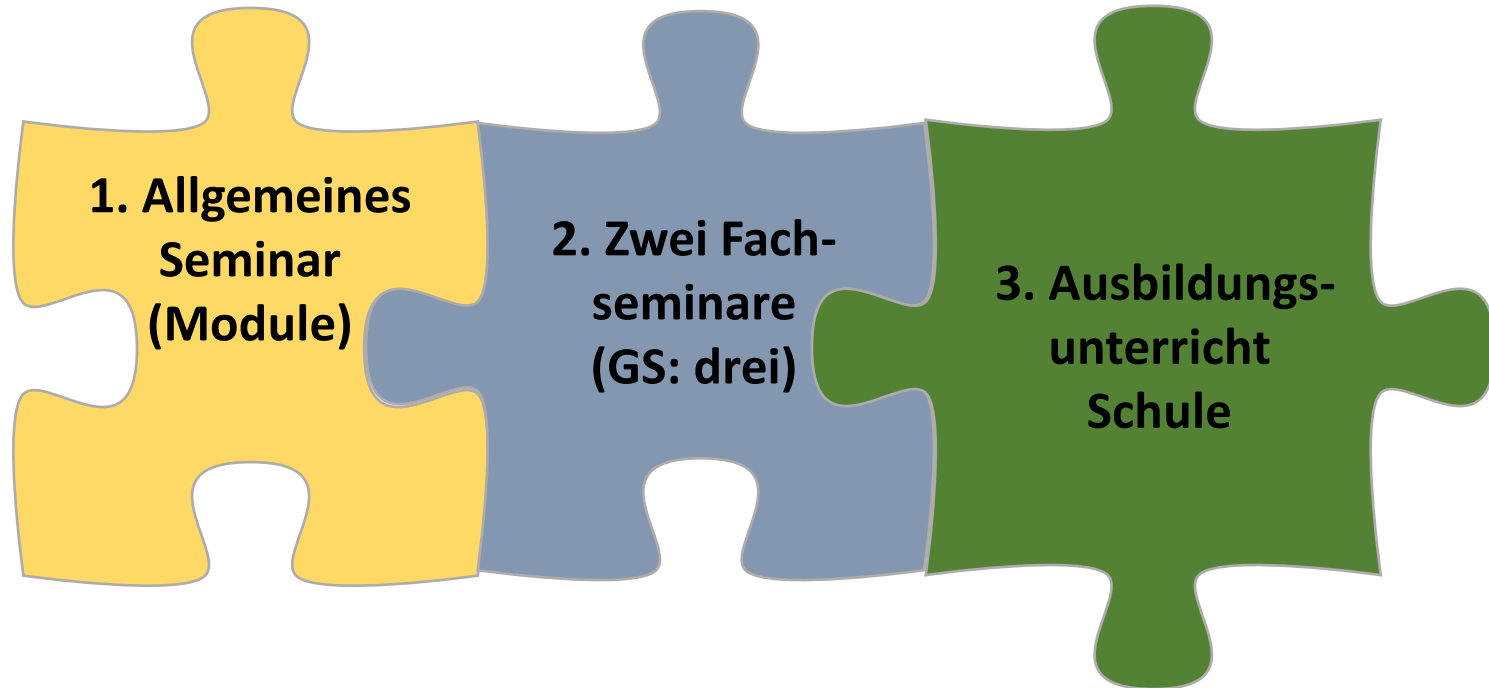 1. Allgemeines
Seminar
(Module)
2. Zwei Fach-
seminare
(GS: drei)
3. Ausbildungs-
unterricht
Schule